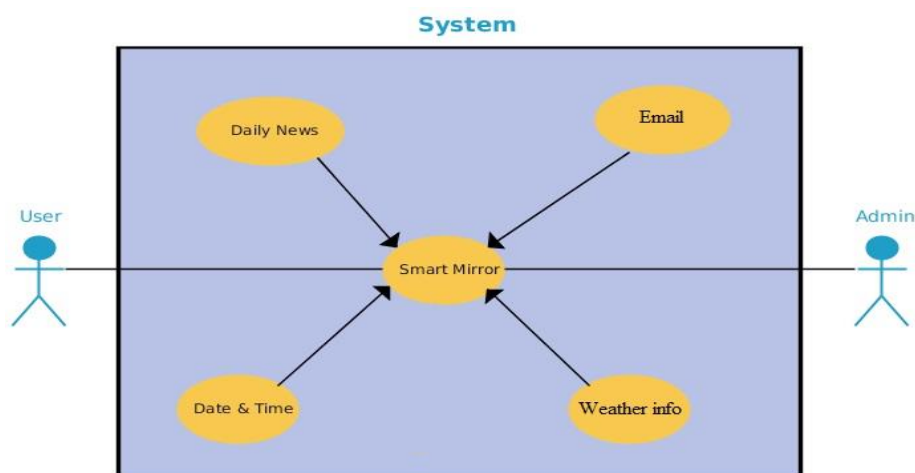 System
Daily News
Email
User
Admin
Smart Mirror
Date & Time
Weather info